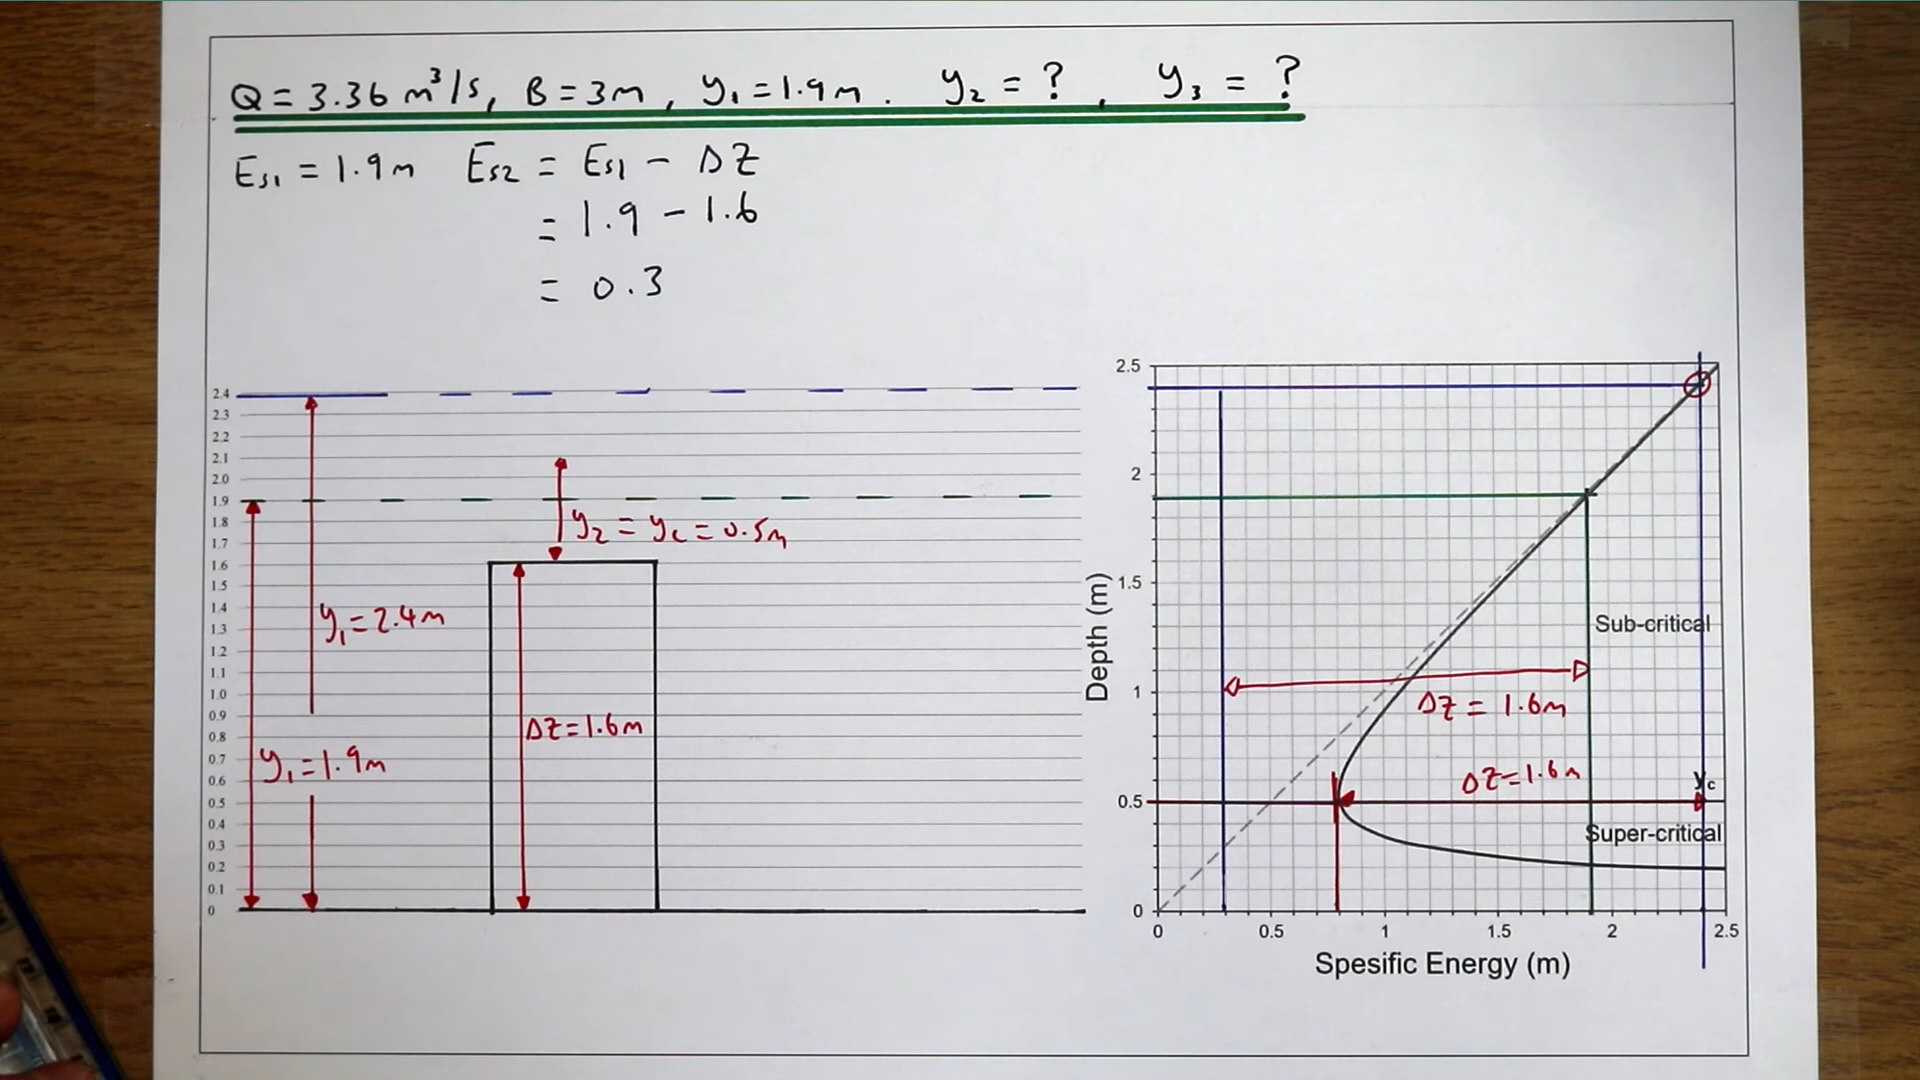 Q = 3.36 m³/s, B = 3m, y₁ = 1.9m. y₂ = ?, y₃ = ?
Es₁ = 1.9m Es₂ = Es₁ - ΔZ
= 1.9 - 1.6
= 0.3
2.4
2.3
2.2
2.1
2.0
1.9
1.8
1.7
1.6
1.5
1.4
1.3
1.2
1.1
1.0
0.9
0.8
0.7
0.6
0.5
0.4
0.3
0.2
0.1
0
y₂ = yc = 0.5m
y₁ = 2.4m
ΔZ = 1.6m
y₁ = 1.9m
2.5
2
1.5
1
0.5
0
Depth (m)
Sub-critical
ΔZ = 1.6m
ΔZ = 1.6m
yc
Super-critical
0 0.5 1 1.5 2 2.5
Spesific Energy (m)